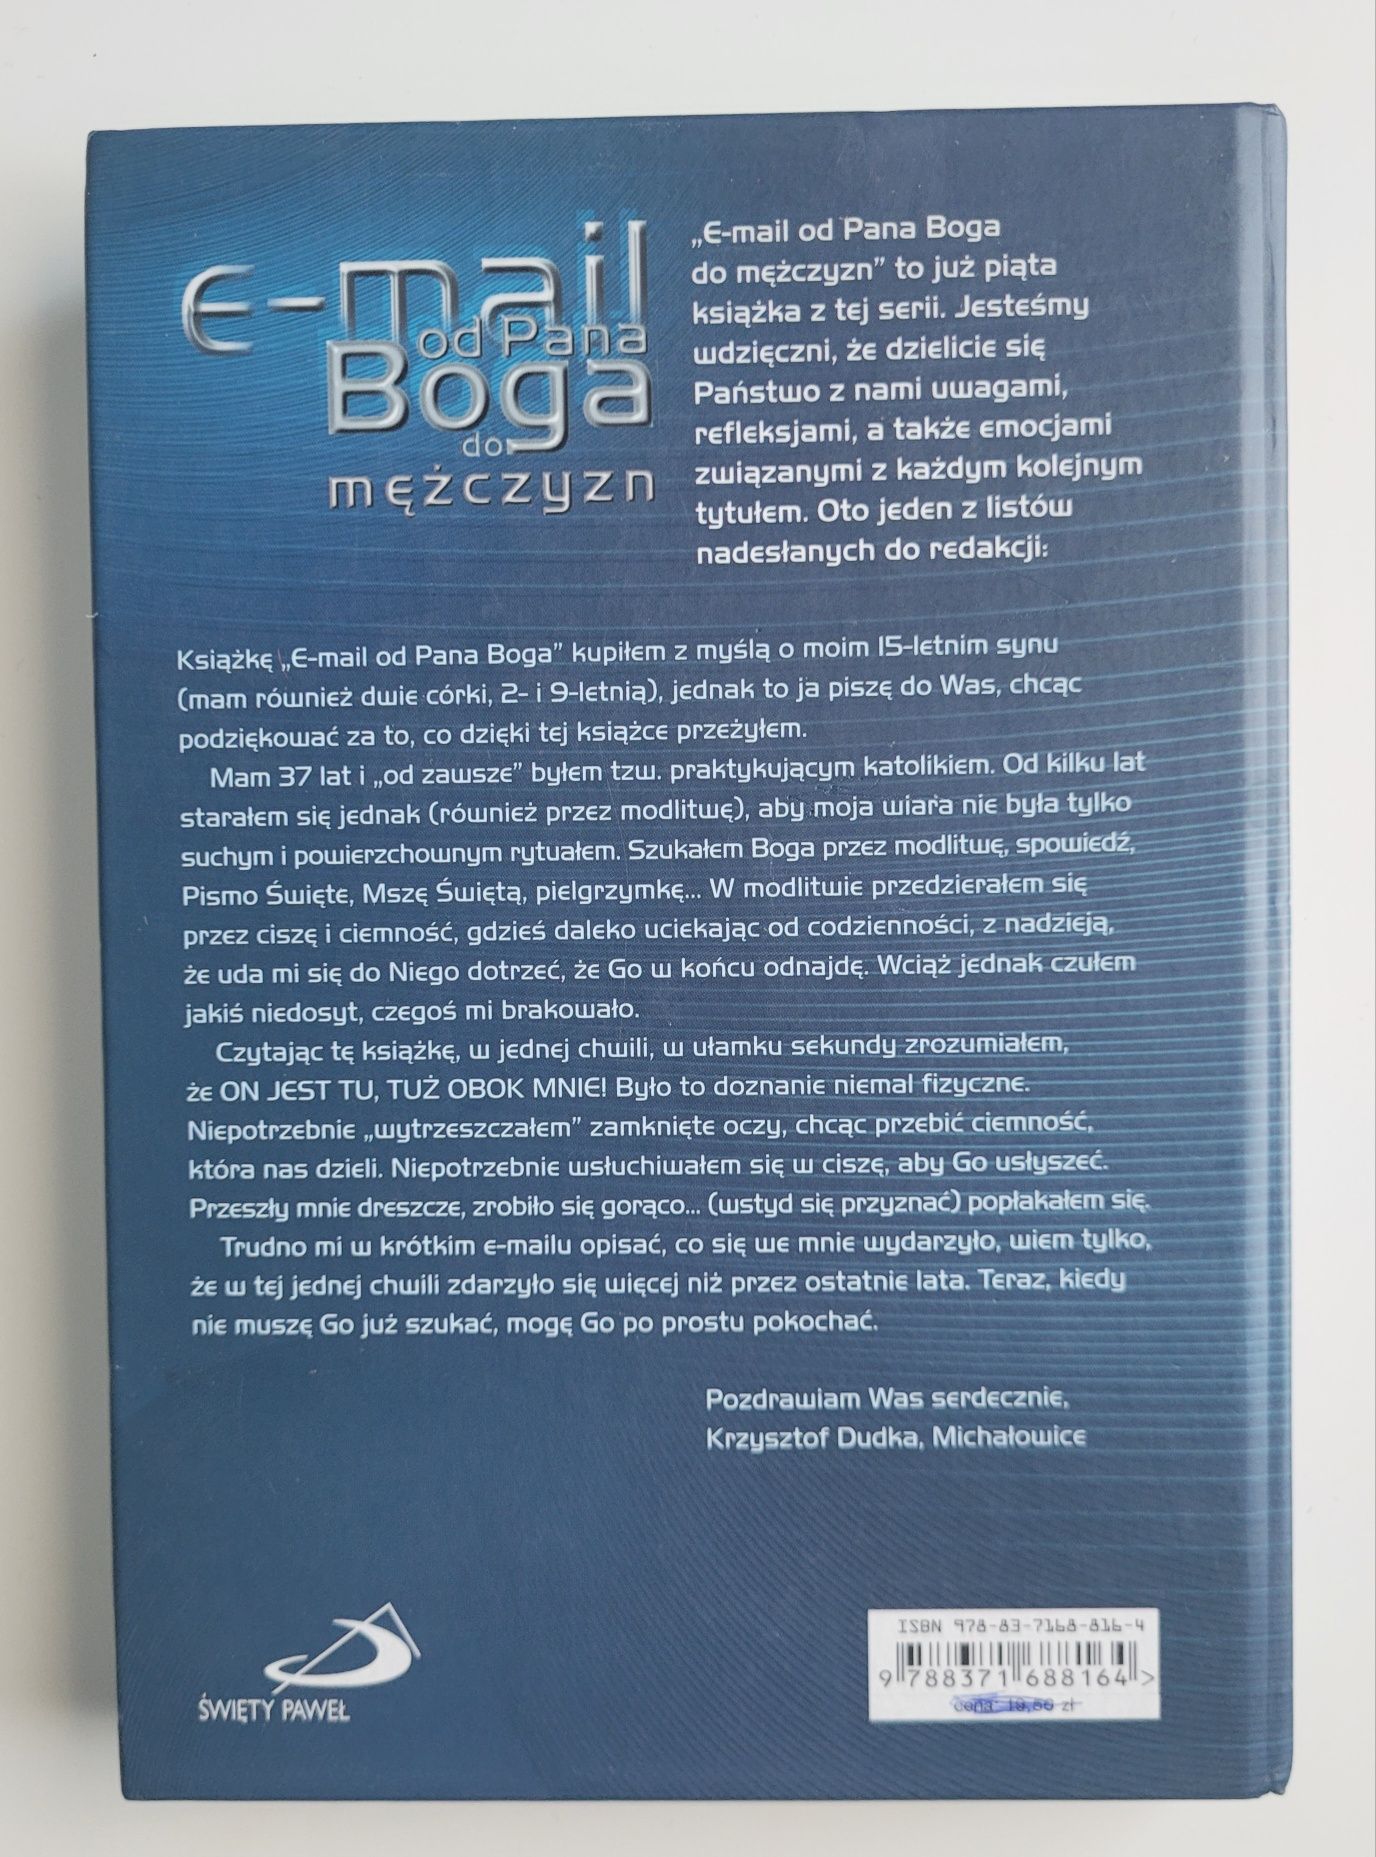 E-mail
od Pana
Boga
do
mężczyzn
„E-mail od Pana Boga
do mężczyzn” to już piąta
książka z tej serii. Jesteśmy
wdzięczni, że dzielicie się
Państwo z nami uwagami,
refleksjami, a także emocjami
związanymi z każdym kolejnym
tytułem. Oto jeden z listów
nadesłanych do redakcji:
Książkę „E-mail od Pana Boga” kupiłem z myślą o moim 15-letnim synu
(mam również dwie córki, 2- i 9-letnią), jednak to ja piszę do Was, chcąc
podziękować za to, co dzięki tej książce przeżyłem.
Mam 37 lat i „od zawsze” byłem tzw. praktykującym katolikiem. Od kilku lat
starałem się jednak (również przez modlitwę), aby moja wiara nie była tylko
suchym i powierzchownym rytuałem. Szukałem Boga przez modlitwę, spowiedź,
Pismo Święte, Mszę Świętą, pielgrzymkę... W modlitwie przedzierałem się
przez ciszę i ciemność, gdzieś daleko uciekając od codzienności, z nadzieją,
że uda mi się do Niego dotrzeć, że Go w końcu odnajdę. Wciąż jednak czułem
jakiś niedosyt, czegoś mi brakowało.
Czytając tę książkę, w jednej chwili, w ułamku sekundy zrozumiałem,
że ON JEST TU, TUŻ OBOK MNIE! Było to doznanie niemal fizyczne.
Niepotrzebnie „wytrzeszczałem” zamknięte oczy, chcąc przebić ciemność,
która nas dzieli. Niepotrzebnie wsłuchiwałem się w ciszę, aby Go usłyszeć.
Przeszły mnie dreszcze, zrobiło się gorąco... (wstyd się przyznać) popłakałem się.
Trudno mi w krótkim e-mailu opisać, co się we mnie wydarzyło, wiem tylko,
że w tej jednej chwili zdarzyło się więcej niż przez ostatnie lata. Teraz, kiedy
nie muszę Go już szukać, mogę Go po prostu pokochać.
Pozdrawiam Was serdecznie,
Krzysztof Dudka, Michałowice
ŚWIĘTY PAWEŁ
ISBN 978-83-7168-816-4
9 788371 688164 >
cena: zł